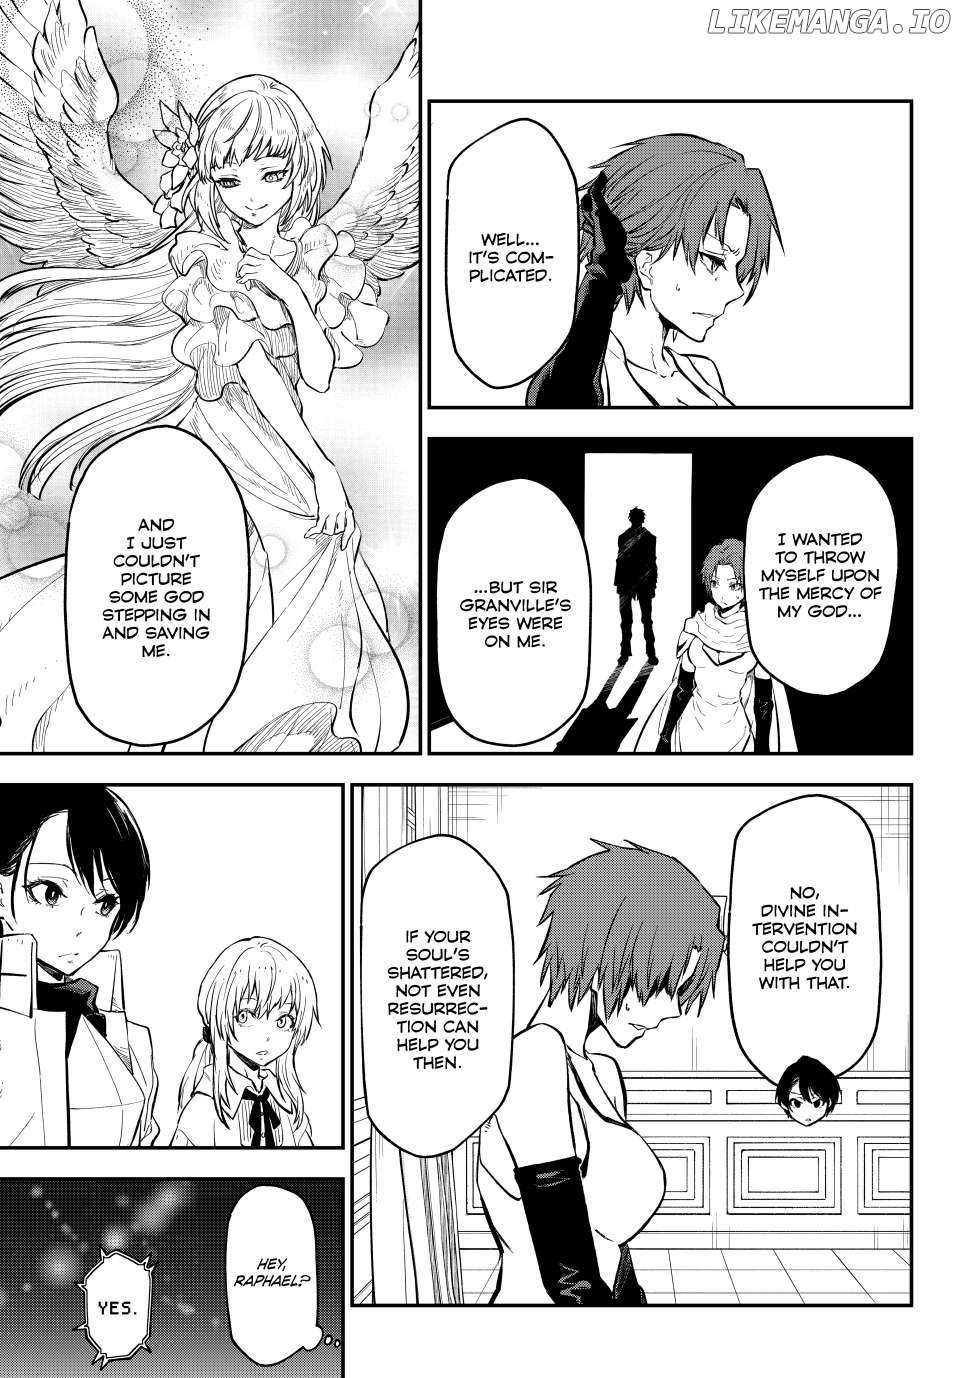 LIKEMANGA.IO
WELL...
IT'S COM-
PLICATED.
I WANTED
TO THROW
MYSELF UPON
THE MERCY OF
MY GOD...
...BUT SIR
GRANVILLE'S
EYES WERE
ON ME.
AND
I JUST
COULDN'T
PICTURE
SOME GOD
STEPPING IN
AND SAVING
ME.
NO,
DIVINE IN-
TERVENTION
COULDN'T
HELP YOU
WITH THAT.
IF YOUR
SOUL'S
SHATTERED,
NOT EVEN
RESURREC-
TION CAN
HELP YOU
THEN.
HEY,
RAPHAEL?
YES.